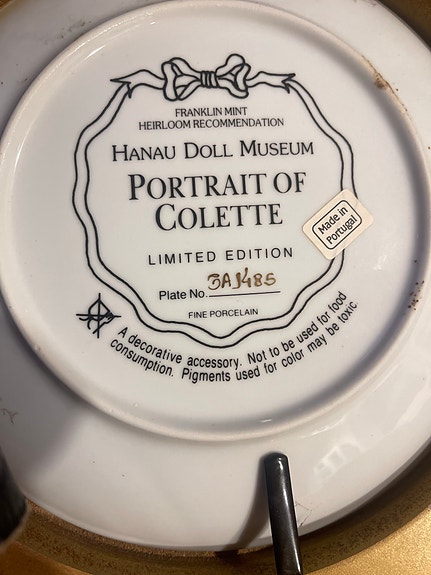 FRANKLIN MINT
HEIRLOOM RECOMMENDATION
HANAU DOLL MUSEUM
PORTRAIT OF
COLETTE
LIMITED EDITION
Plate No. 3A1485
FINE PORCELAIN
Made in
Portugal
A decorative accessory. Not to be used for food
consumption. Pigments used for color may be toxic